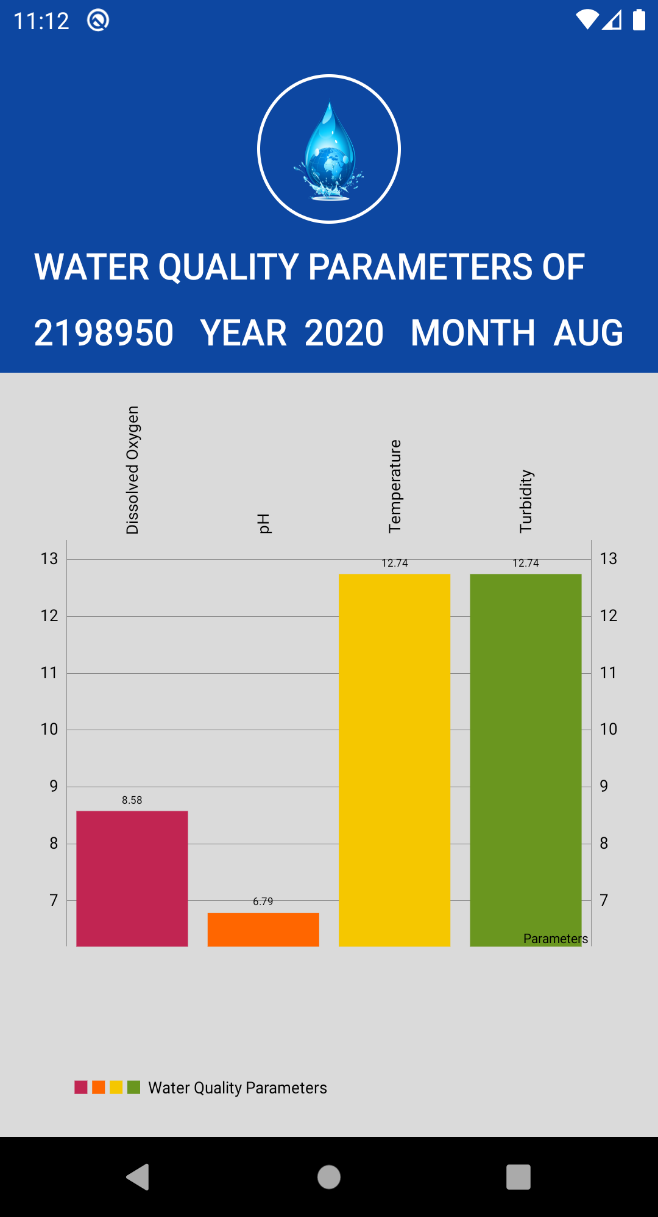 11:12
WATER QUALITY PARAMETERS OF
2198950 YEAR 2020 MONTH AUG
Dissolved Oxygen
pH
Temperature
Turbidity
13 13
12.74 12.74
12 12
11 11
10 10
9 9
8.58
8 8
7 6.79 7
Parameters
Water Quality Parameters